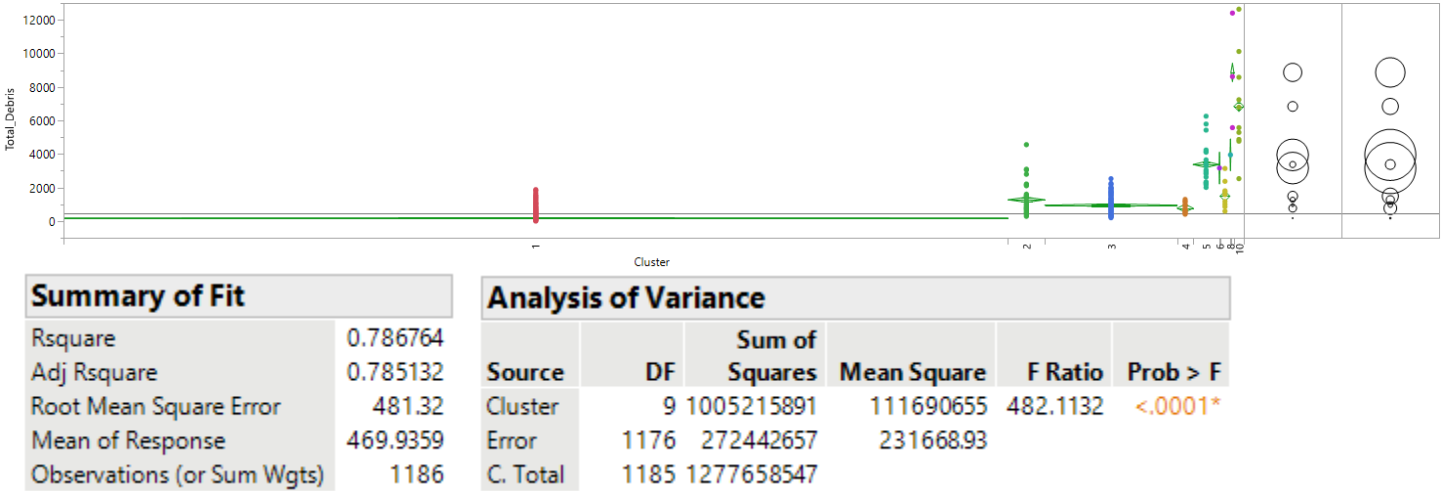 12000
10000
8000
6000
4000
2000
0
Total_Debris
1 2 3 4 5 6 8 10
Cluster
Summary of Fit
Rsquare 0.786764
Adj Rsquare 0.785132
Root Mean Square Error 481.32
Mean of Response 469.9359
Observations (or Sum Wgts) 1186
Analysis of Variance
Source DF Sum of Squares Mean Square F Ratio Prob > F
Cluster 9 1005215891 111690655 482.1132 <.0001*
Error 1176 272442657 231668.93
C. Total 1185 1277658547